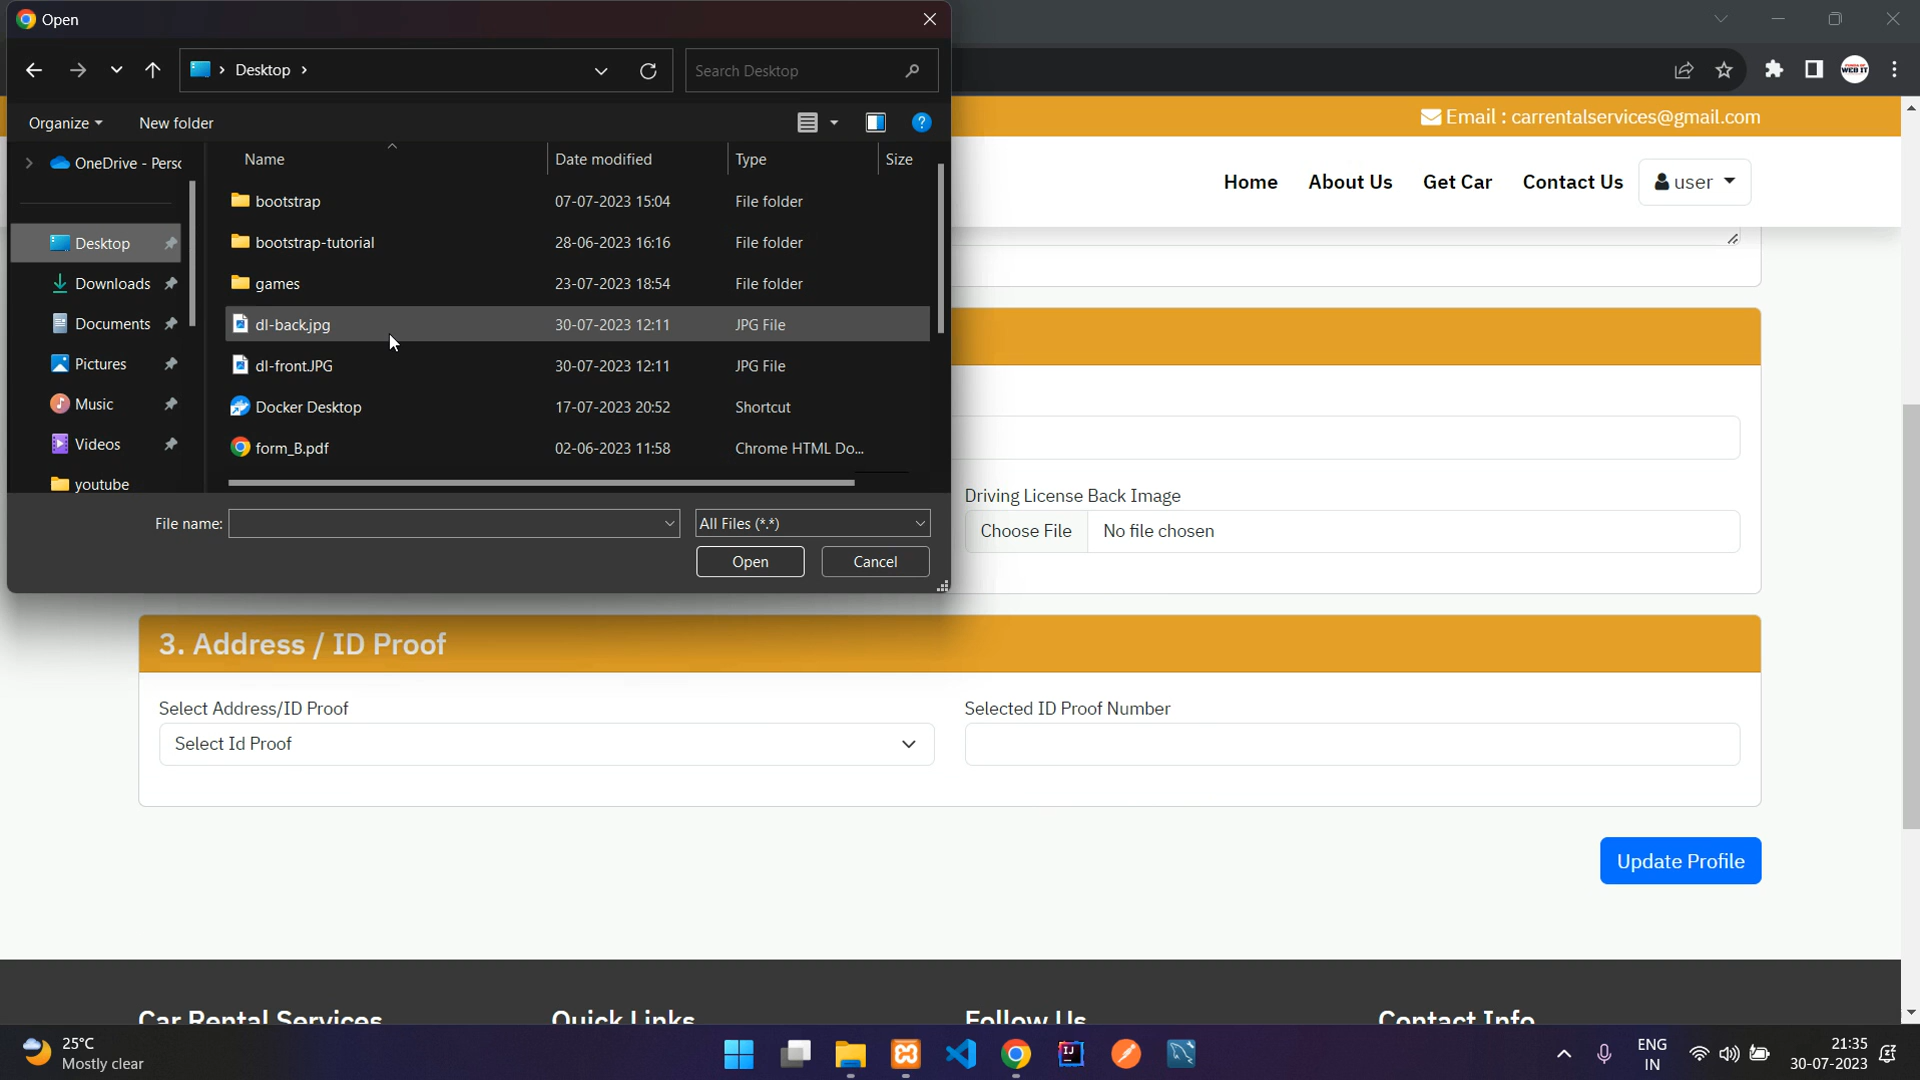 Open
Desktop
Search Desktop
Organize
New folder
Email : carrentalservices@gmail.com
Home
About Us
Get Car
Contact Us
user
WEB IT
Name
Date modified
Type
Size
OneDrive - Persc
Desktop
Downloads
Documents
Pictures
Music
Videos
youtube
bootstrap 07-07-2023 15:04 File folder
bootstrap-tutorial 28-06-2023 16:16 File folder
games 23-07-2023 18:54 File folder
dl-back.jpg 30-07-2023 12:11 JPG File
dl-front.JPG 30-07-2023 12:11 JPG File
Docker Desktop 17-07-2023 20:52 Shortcut
form_B.pdf 02-06-2023 11:58 Chrome HTML Do...
File name:
All Files (*.*)
Open
Cancel
Driving License Back Image
Choose File No file chosen
3. Address / ID Proof
Select Address/ID Proof
Select Id Proof
Selected ID Proof Number
Update Profile
Car Rental Services
Quick Links
Follow Us
Contact Info
25°C
Mostly clear
ENG
IN
21:35
30-07-2023